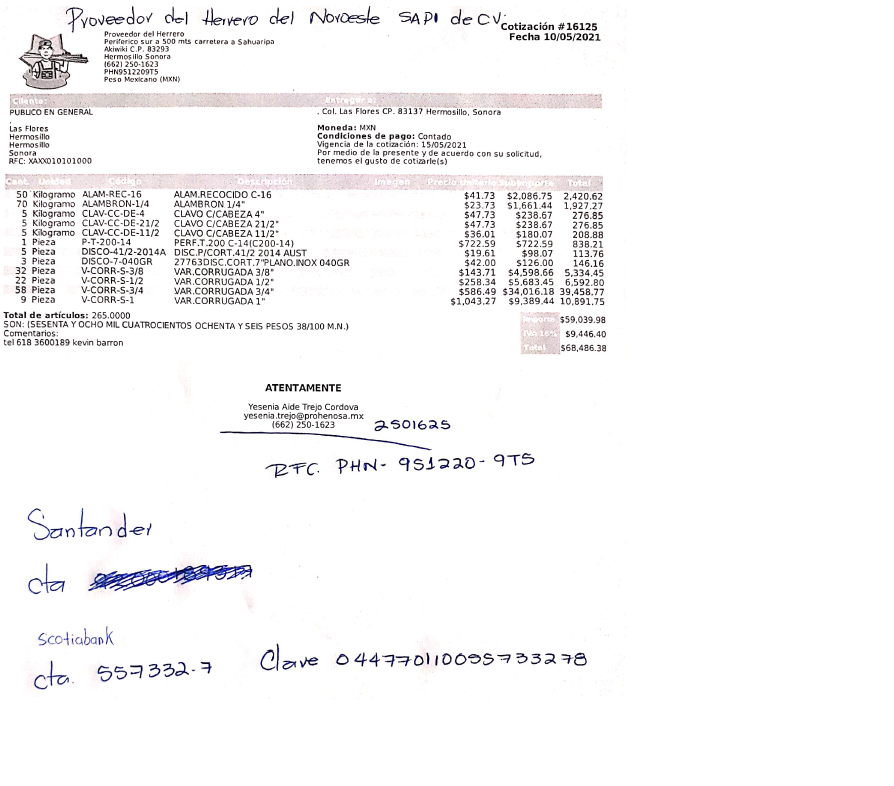 Proveedor del Herrero del Noroeste SAPI de CV.
Cotización #16125
Fecha 10/05/2021
Proveedor del Herrero
Periferico sur a 500 mts carretera a Sahuaripa
Akiwiki C.P. 83293
Hermosillo Sonora
(662) 250-1623
PHN9512209T5
Peso Mexicano (MXN)
Cliente: Entregar a:
PUBLICO EN GENERAL , Col. Las Flores CP. 83137 Hermosillo, Sonora
.
Las Flores Moneda: MXN
Hermosillo Condiciones de pago: Contado
Hermosillo Vigencia de la cotización: 15/05/2021
Sonora Por medio de la presente y de acuerdo con su solicitud,
RFC: XAXX010101000 tenemos el gusto de cotizarle(s)
Cant. Unidad Código Descripción Imagen Precio Unitario Subimporte Total
50 Kilogramo ALAM-REC-16 ALAM.RECOCIDO C-16 $41.73 $2,086.75 2,420.62
70 Kilogramo ALAMBRON-1/4 ALAMBRON 1/4" $23.73 $1,661.44 1,927.27
5 Kilogramo CLAV-CC-DE-4 CLAVO C/CABEZA 4" $47.73 $238.67 276.85
5 Kilogramo CLAV-CC-DE-21/2 CLAVO C/CABEZA 21/2" $47.73 $238.67 276.85
5 Kilogramo CLAV-CC-DE-11/2 CLAVO C/CABEZA 11/2" $36.01 $180.07 208.88
1 Pieza P-T-200-14 PERF.T.200 C-14(C200-14) $722.59 $722.59 838.21
5 Pieza DISCO-41/2-2014A DISC.P/CORT.41/2 2014 AUST $19.61 $98.07 113.76
3 Pieza DISCO-7-040GR 27763DISC.CORT.7"PLANO.INOX 040GR $42.00 $126.00 146.16
32 Pieza V-CORR-S-3/8 VAR.CORRUGADA 3/8" $143.71 $4,598.66 5,334.45
22 Pieza V-CORR-S-1/2 VAR.CORRUGADA 1/2" $258.34 $5,683.45 6,592.80
58 Pieza V-CORR-S-3/4 VAR.CORRUGADA 3/4" $586.49 $34,016.18 39,458.77
9 Pieza V-CORR-S-1 VAR.CORRUGADA 1" $1,043.27 $9,389.44 10,891.75
Total de artículos: 265.0000 Importe $59,039.98
SON: (SESENTA Y OCHO MIL CUATROCIENTOS OCHENTA Y SEIS PESOS 38/100 M.N.)
Comentarios: IVA 16% $9,446.40
tel 618 3600189 kevin barron Total $68,486.38
ATENTAMENTE
Yesenia Aide Trejo Cordova
yesenia.trejo@prohenosa.mx
(662) 250-1623 2501625
RFC. PHN- 951220- 9T5
Santander
cta
scotiabank
cta. 557332-7 Clave 044770110055733278